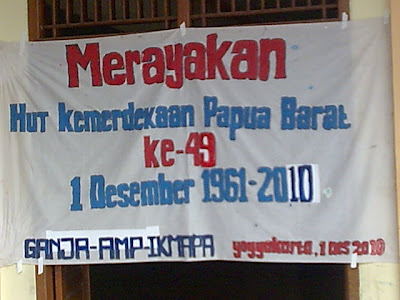 Merayakan
Hut kemerdekaan Papua Barat
ke-49
1 Desember 1961-2010
GANJA-AMP-IKMAPA yogyakarta, 1 DES 2010